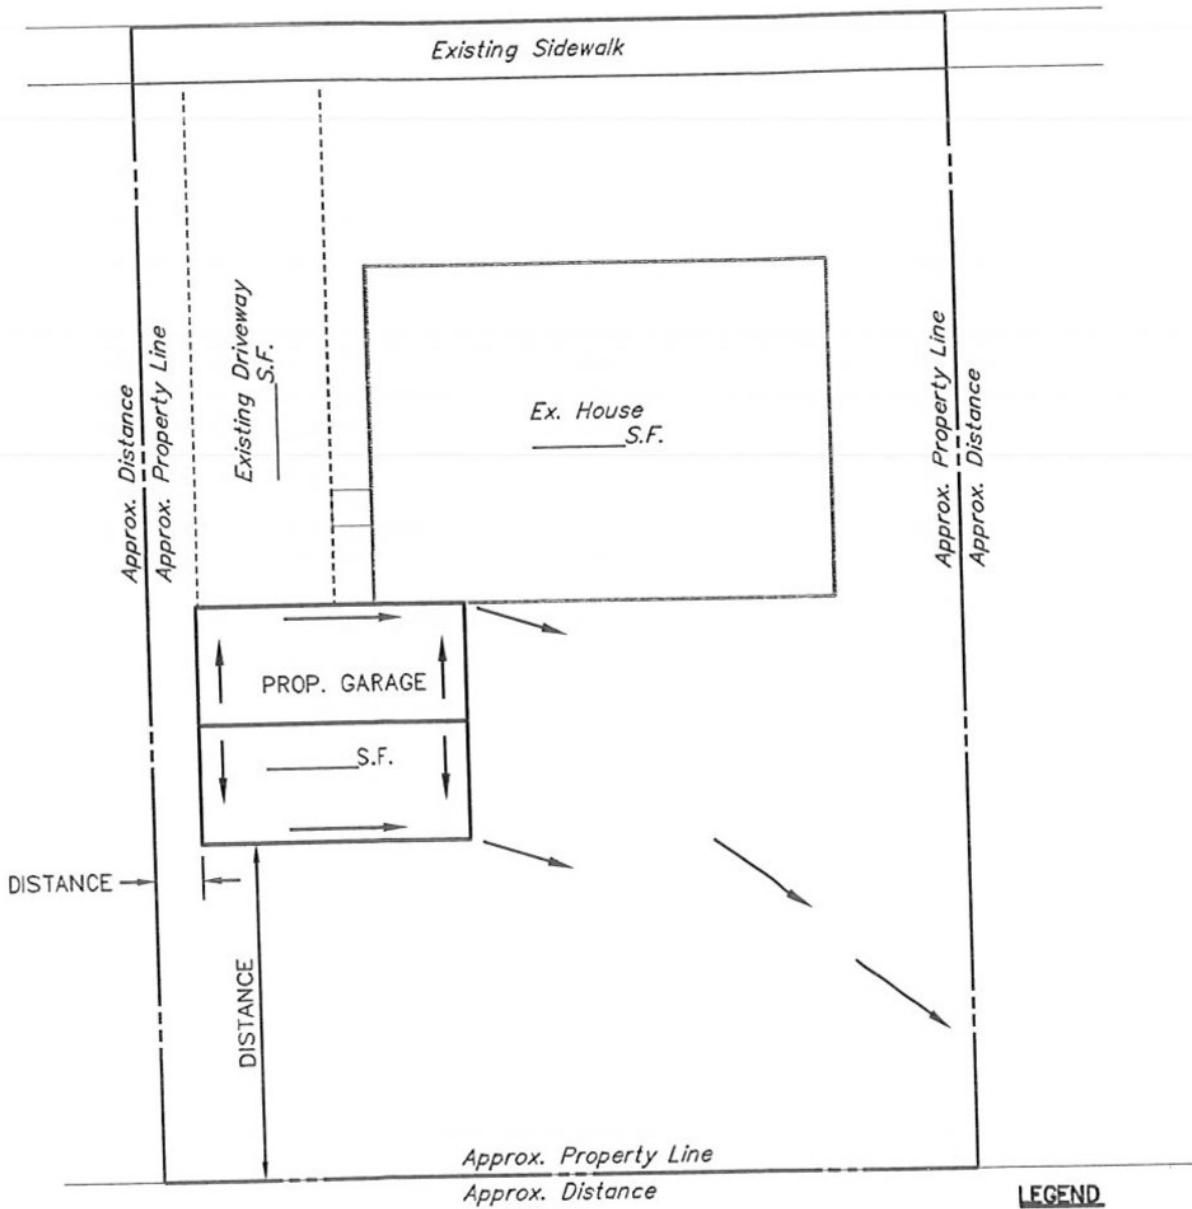 Existing Sidewalk
Approx. Distance
Approx. Property Line
Existing Driveway
S.F.
Ex. House
S.F.
Approx. Property Line
Approx. Distance
PROP. GARAGE
S.F.
DISTANCE
DISTANCE
Approx. Property Line
Approx. Distance
LEGEND